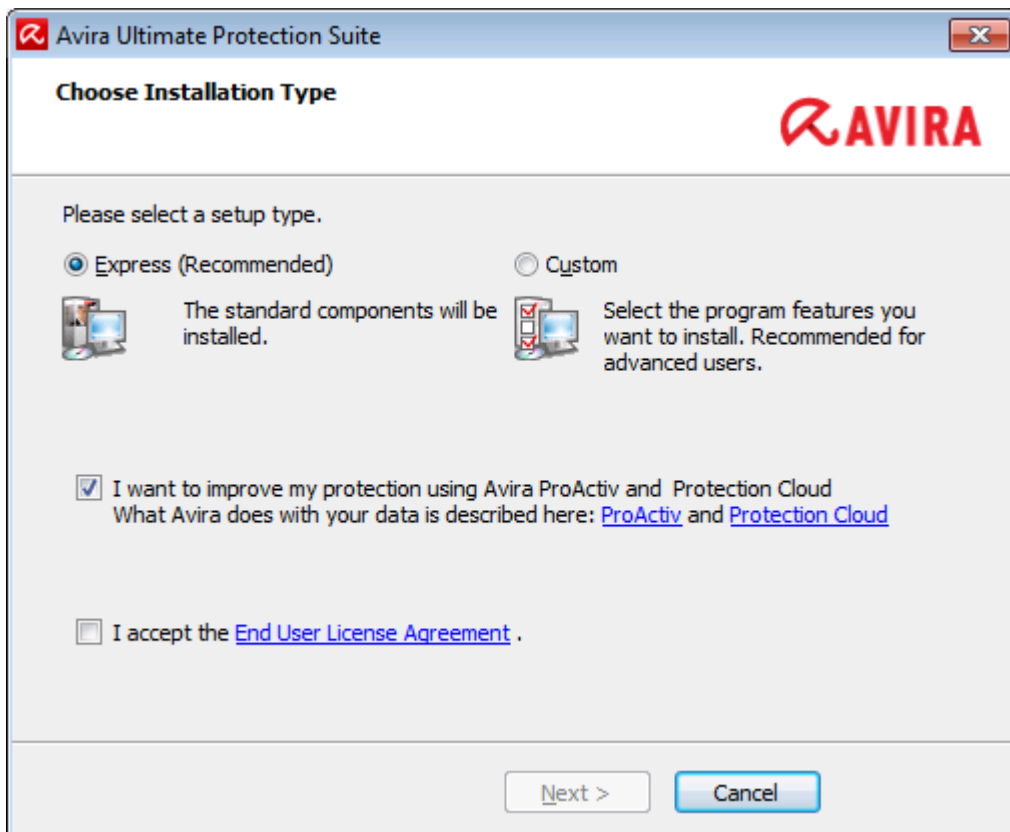 Avira Ultimate Protection Suite
Choose Installation Type
AVIRA
Please select a setup type.
Express (Recommended)
Custom
The standard components will be
installed.
Select the program features you
want to install. Recommended for
advanced users.
I want to improve my protection using Avira ProActiv and  Protection Cloud
What Avira does with your data is described here: ProActiv and Protection Cloud
I accept the End User License Agreement .
Next >
Cancel